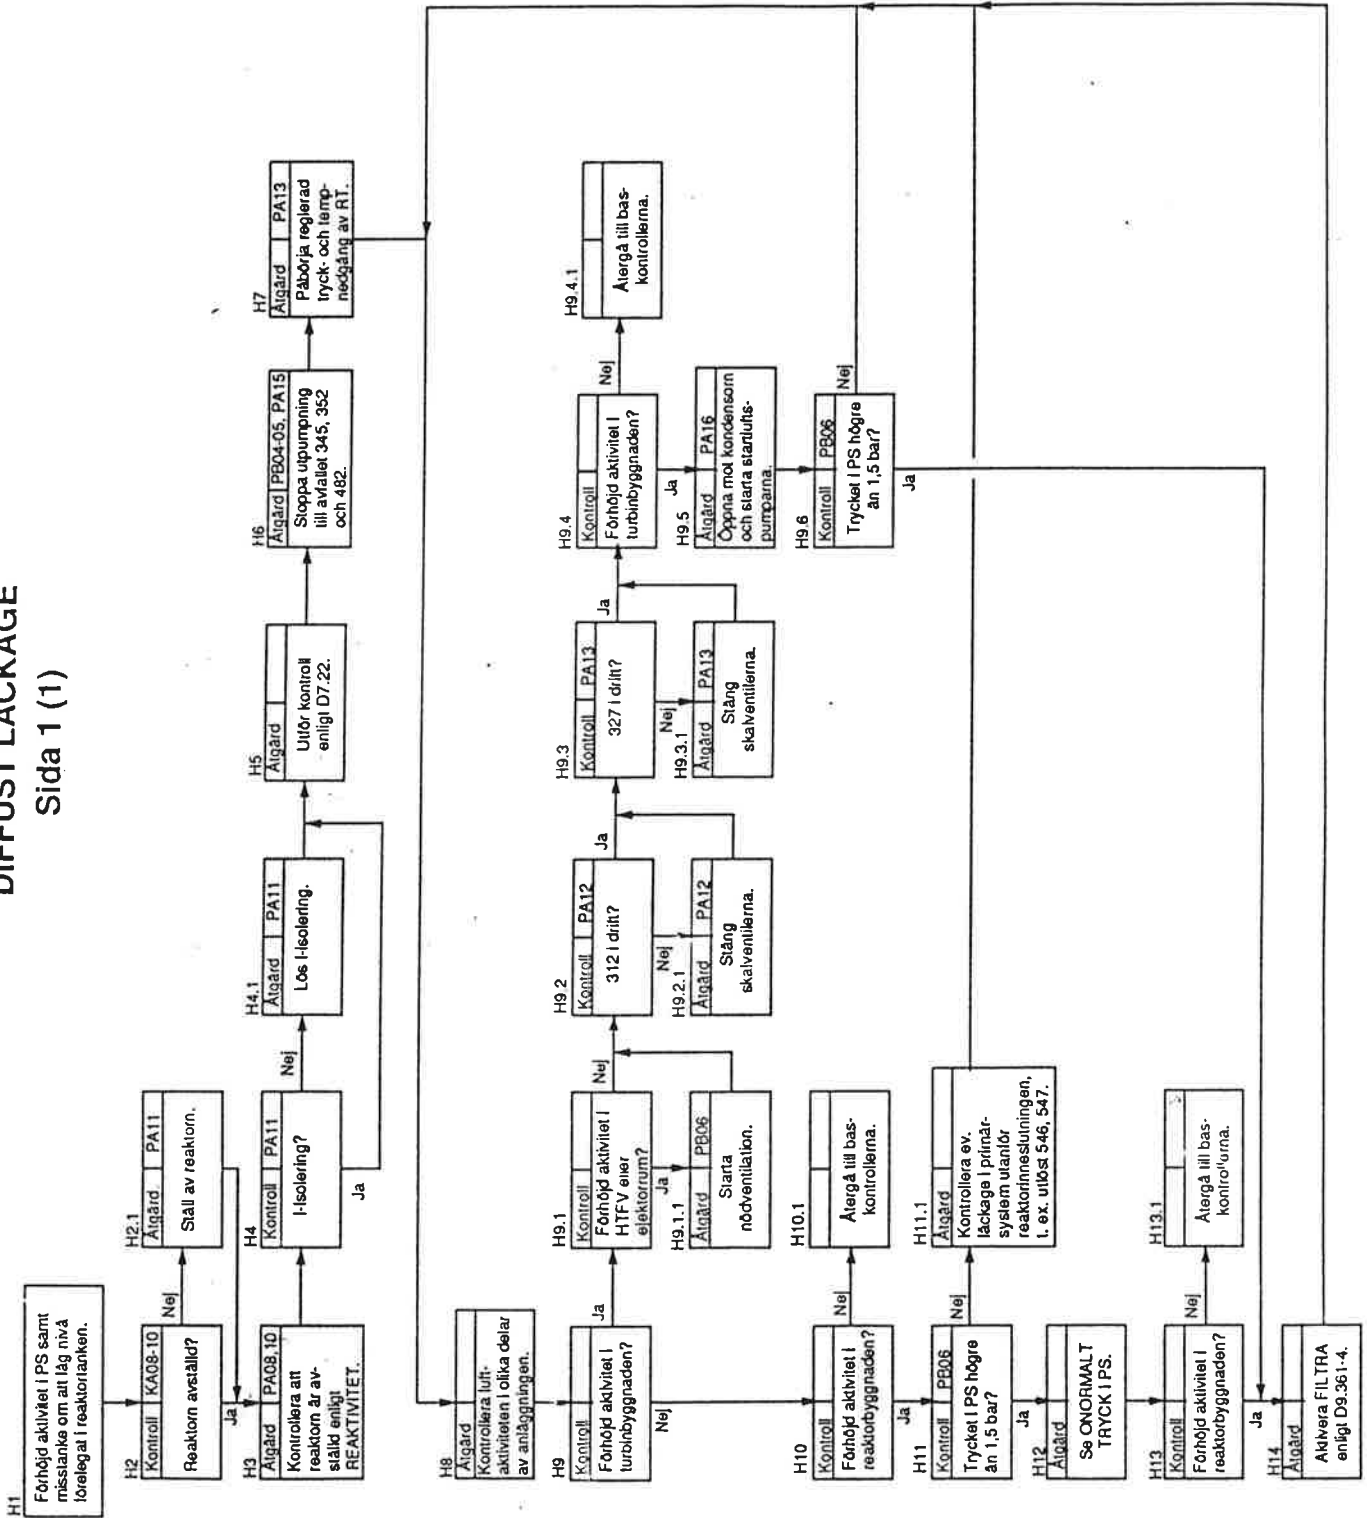 DIFFUST LÄCKAGE
Sida 1 (1)
H1
Förhöjd aktivitet i PS samt
misstanke om att låg nivå
förelegat i reaktortanken.
H2
Kontroll KA08-10
Reaktorn avställd?
Nej
Ja
H2.1
Åtgärd PA11
Ställ av reaktorn.
H3
Åtgärd PA08,10
Kontrollera att
reaktorn är av-
ställd enligt
REAKTIVITET.
H4
Kontroll PA11
I-isolering?
Nej
Ja
H4.1
Åtgärd PA11
Lös I-isolering.
H5
Åtgärd
Utför kontroll
enligt D7.22.
H6
Åtgärd PB04-05, PA15
Stoppa utpumpning
till avfallet 345, 352
och 482.
H7
Åtgärd PA13
Påbörja reglerad
tryck- och temp-
nedgång av RT.
H8
Åtgärd
Kontrollera luft-
aktiviteten i olika delar
av anläggningen.
H9
Kontroll
Förhöjd aktivitet i
turbinbyggnaden?
Ja
Nej
H9.1
Kontroll
Förhöjd aktivitet i
HTFV eller
ejektorrum?
Nej
Ja
H9.1.1
Åtgärd PB06
Starta
nödventilation.
H9.2
Kontroll PA12
312 i drift?
Ja
Nej
H9.2.1
Åtgärd PA12
Stäng
skalventilerna.
H9.3
Kontroll PA13
327 i drift?
Ja
Nej
H9.3.1
Åtgärd PA13
Stäng
skalventilerna.
H9.4
Kontroll
Förhöjd aktivitet i
turbinbyggnaden?
Nej
Ja
H9.4.1
Återgå till bas-
kontrollerna.
H9.5
Åtgärd PA16
Öppna mot kondensorn
och starta startlufts-
pumparna.
H9.6
Kontroll PB06
Trycket i PS högre
än 1,5 bar?
Nej
Ja
H10
Kontroll
Förhöjd aktivitet i
reaktorbyggnaden?
Nej
Ja
H10.1
Återgå till bas-
kontrollerna.
H11
Kontroll PB06
Trycket i PS högre
än 1,5 bar?
Nej
Ja
H11.1
Åtgärd
Kontrollera ev.
läckage i primär-
system utanför
reaktorinneslutningen,
t. ex. utlöst 546, 547.
H12
Åtgärd
Se ONORMALT
TRYCK I PS.
H13
Kontroll
Förhöjd aktivitet i
reaktorbyggnaden?
Nej
Ja
H13.1
Återgå till bas-
kontrollerna.
H14
Åtgärd
Aktivera FILTRA
enligt D9.361-4.